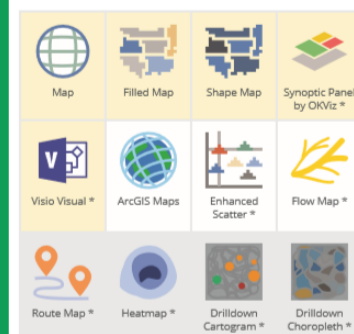 Map
Filled Map
Shape Map
Synoptic Panel
by OKViz *
V
Visio Visual *
ArcGIS Maps
Enhanced
Scatter *
Flow Map *
Route Map *
Heatmap *
Drilldown
Cartogram *
Drilldown
Choropleth *